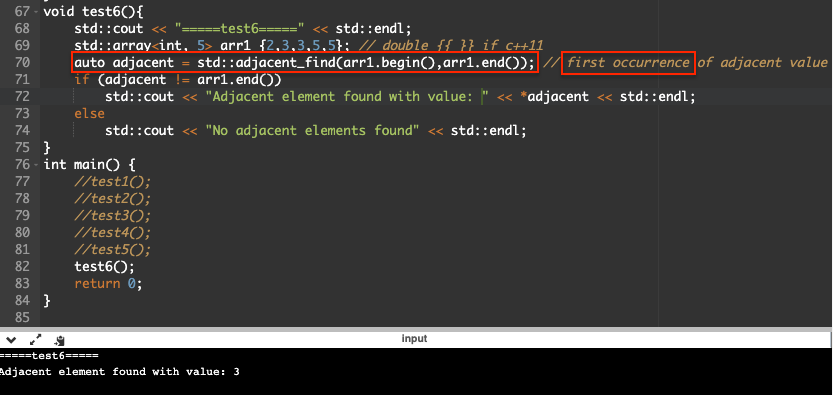 67 void test6(){
68     std::cout << "=====test6=====" << std::endl;
69     std::array<int, 5> arr1 {2,3,3,5,5}; // double {{ }} if c++11
70     auto adjacent = std::adjacent_find(arr1.begin(),arr1.end()); // first occurrence of adjacent value
71     if (adjacent != arr1.end())
72         std::cout << "Adjacent element found with value: " << *adjacent << std::endl;
73     else
74         std::cout << "No adjacent elements found" << std::endl;
75 }
76 int main() {
77     //test1();
78     //test2();
79     //test3();
80     //test4();
81     //test5();
82     test6();
83     return 0;
84 }
85
input
=====test6=====
Adjacent element found with value: 3